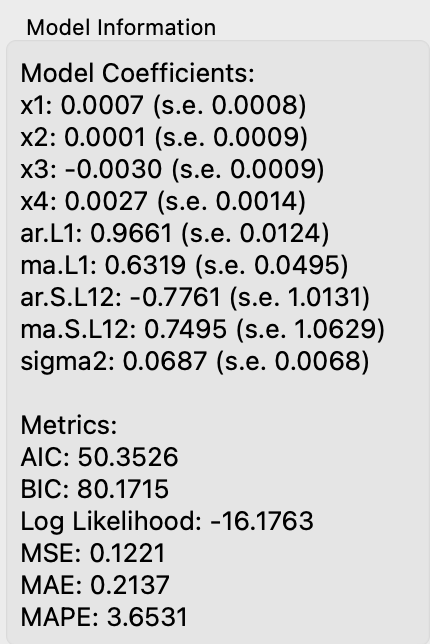 Model Information
Model Coefficients:
x1: 0.0007 (s.e. 0.0008)
x2: 0.0001 (s.e. 0.0009)
x3: -0.0030 (s.e. 0.0009)
x4: 0.0027 (s.e. 0.0014)
ar.L1: 0.9661 (s.e. 0.0124)
ma.L1: 0.6319 (s.e. 0.0495)
ar.S.L12: -0.7761 (s.e. 1.0131)
ma.S.L12: 0.7495 (s.e. 1.0629)
sigma2: 0.0687 (s.e. 0.0068)
Metrics:
AIC: 50.3526
BIC: 80.1715
Log Likelihood: -16.1763
MSE: 0.1221
MAE: 0.2137
MAPE: 3.6531